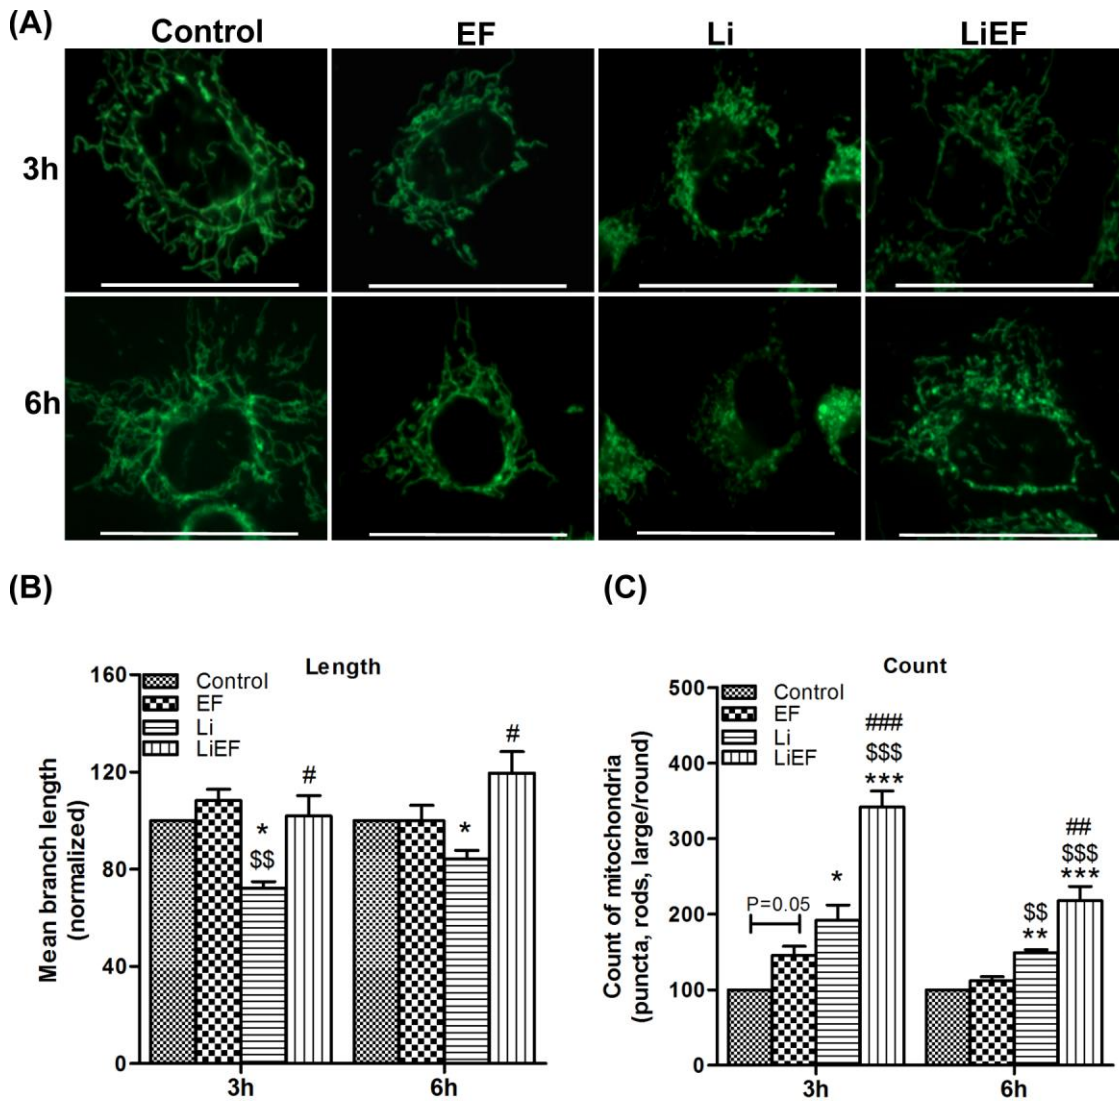 (A)
Control EF Li LiEF
3h
6h
(B)
(C)
Length
160
120
80
40
0
Mean branch length
(normalized)
Control
EF
Li
LiEF
*
$$
#
*
#
3h 6h
Count
500
400
300
200
100
0
Count of mitochondria
(puncta, rods, large/round)
Control
EF
Li
LiEF
P=0.05
*
###
$$$
***
$$
**
##
$$$
***
3h 6h